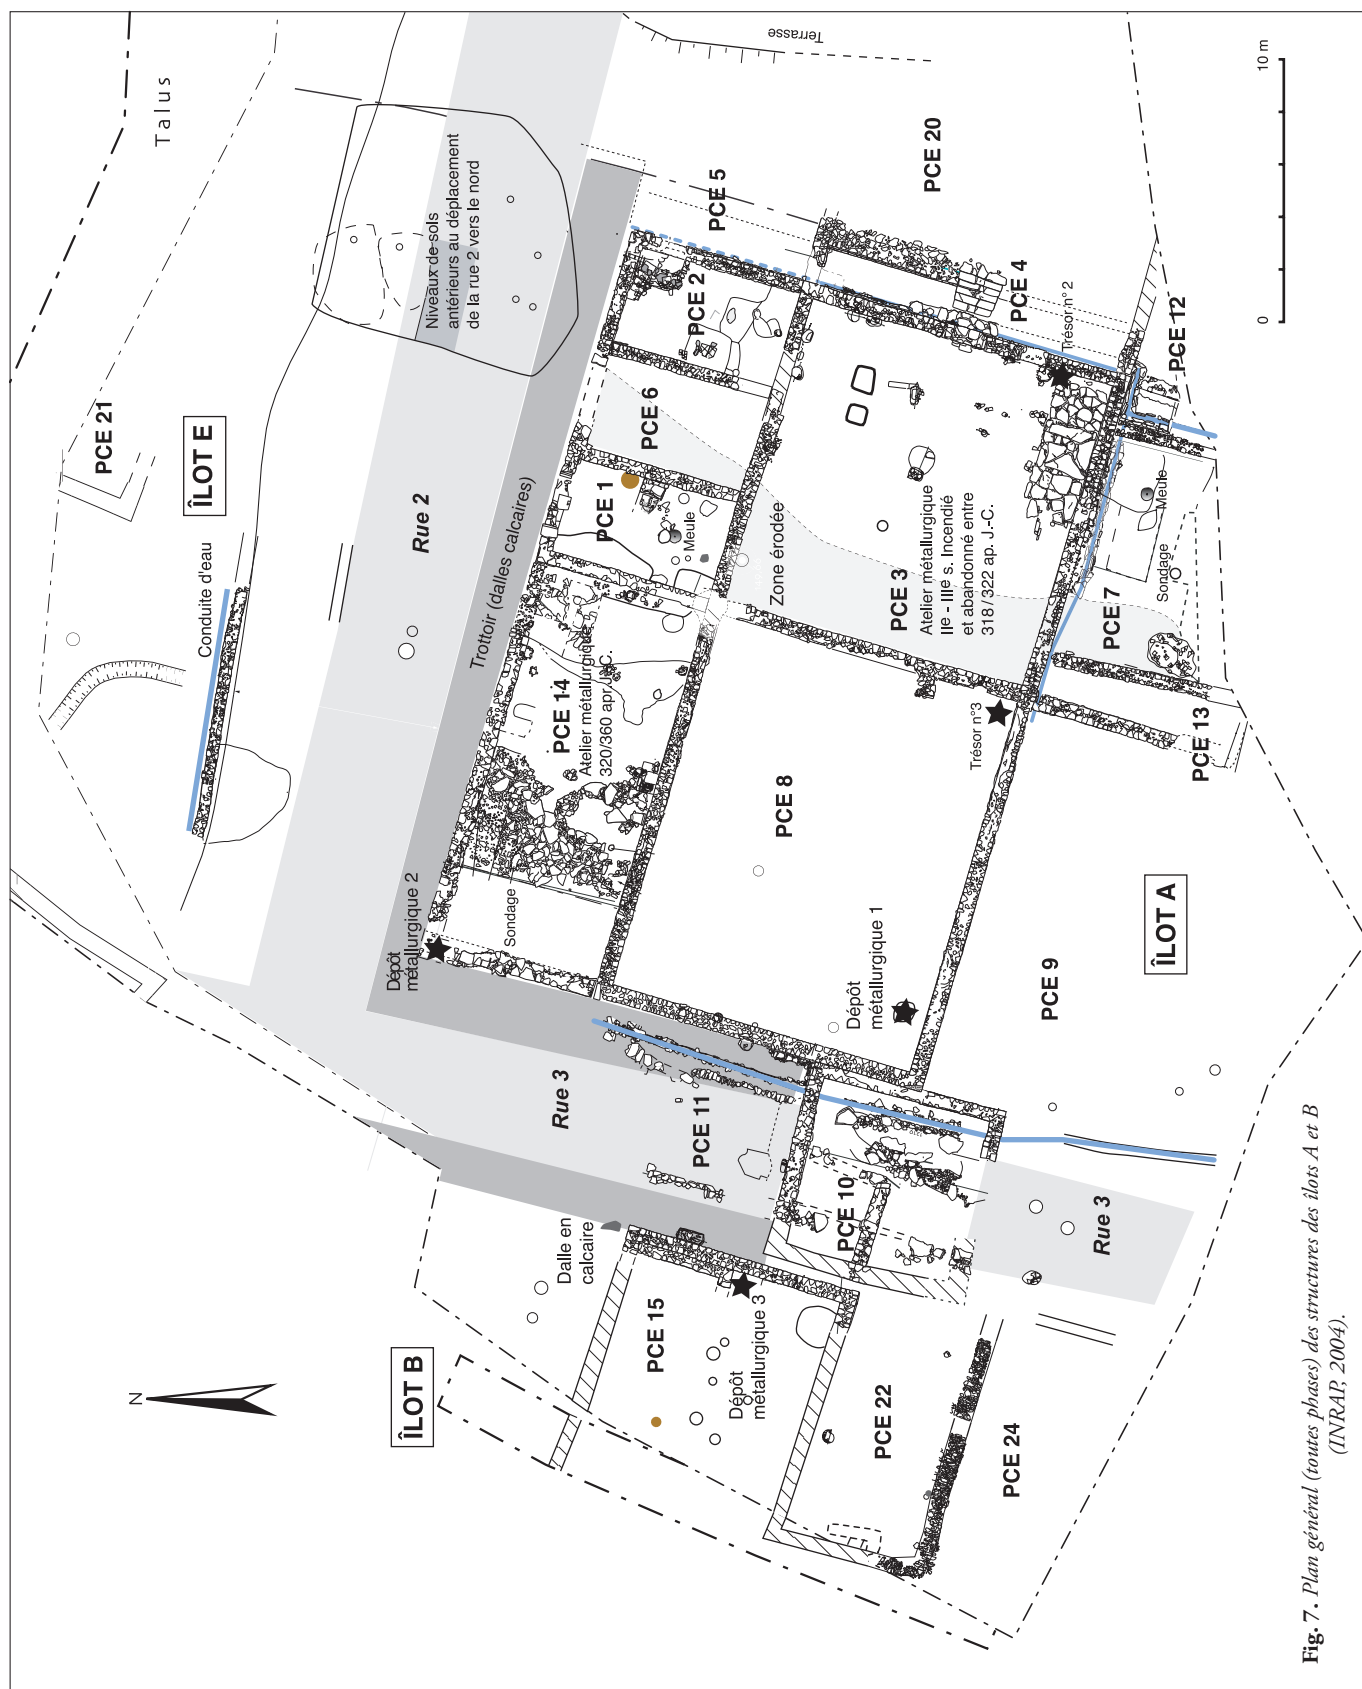 Talus
Terrasse
10 m
0
PCE 21
ÎLOT E
Conduite d'eau
Rue 2
Niveaux de sols
antérieurs au déplacement
de la rue 2 vers le nord
Trottoir (dalles calcaires)
PCE 5
PCE 20
PCE 2
PCE 4
Trésor n° 2
PCE 12
PCE 6
PCE 1
Meule
Zone érodée
PCE 3
Atelier métallurgique
IIe - IIIe s. Incendié
et abandonné entre
318/322 ap. J.-C.
Meule
Sondage
PCE 7
PCE 13
PCE 14
Atelier métallurgique
320/360 apr. J.-C.
Trésor n°3
PCE 8
Dépôt
métallurgique 2
Sondage
Dépôt
métallurgique 1
PCE 9
ÎLOT A
Rue 3
PCE 11
PCE 10
Rue 3
Dalle en
calcaire
PCE 15
Dépôt
métallurgique 3
N
ÎLOT B
PCE 22
PCE 24
Fig. 7. Plan général (toutes phases) des structures des îlots A et B
(INRAP, 2004).